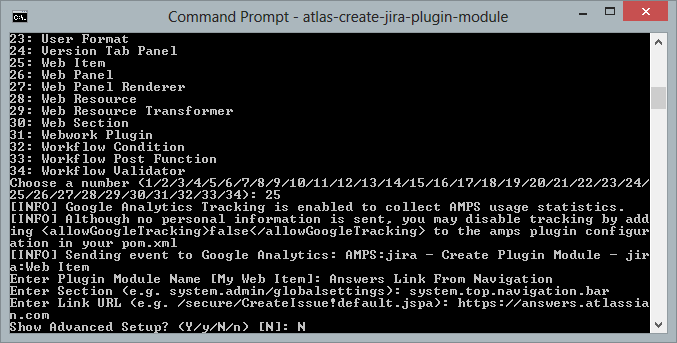 Command Prompt - atlas-create-jira-plugin-module
23: User Format
24: Version Tab Panel
25: Web Item
26: Web Panel
27: Web Panel Renderer
28: Web Resource
29: Web Resource Transformer
30: Web Section
31: Webwork Plugin
32: Workflow Condition
33: Workflow Post Function
34: Workflow Validator
Choose a number (1/2/3/4/5/6/7/8/9/10/11/12/13/14/15/16/17/18/19/20/21/22/23/24/
25/26/27/28/29/30/31/32/33/34): 25
[INFO] Google Analytics Tracking is enabled to collect AMPS usage statistics.
[INFO] Although no personal information is sent, you may disable tracking by add
ing <allowGoogleTracking>false</allowGoogleTracking> to the amps plugin configur
ation in your pom.xml
[INFO] Sending event to Google Analytics: AMPS:jira - Create Plugin Module - jir
a:Web Item
Enter Plugin Module Name [My Web Item]: Answers Link From Navigation
Enter Section (e.g. system.admin/globalsettings): system.top.navigation.bar
Enter Link URL (e.g. /secure/CreateIssue!default.jspa): https://answers.atlassia
n.com
Show Advanced Setup? (Y/y/N/n) [N]: N